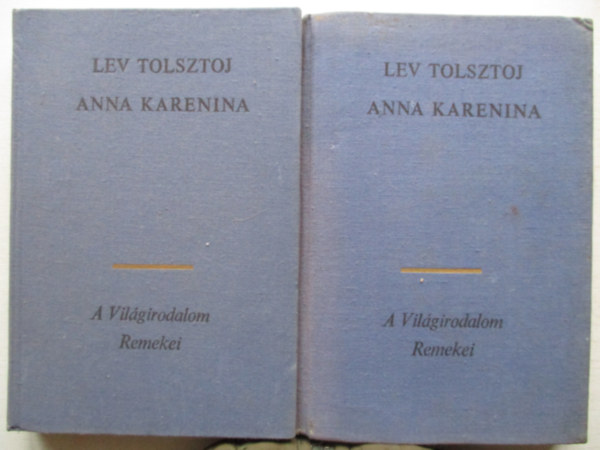 LEV TOLSZTOJ
ANNA KARENINA
A Világirodalom
Remekei
LEV TOLSZTOJ
ANNA KARENINA
A Világirodalom
Remekei